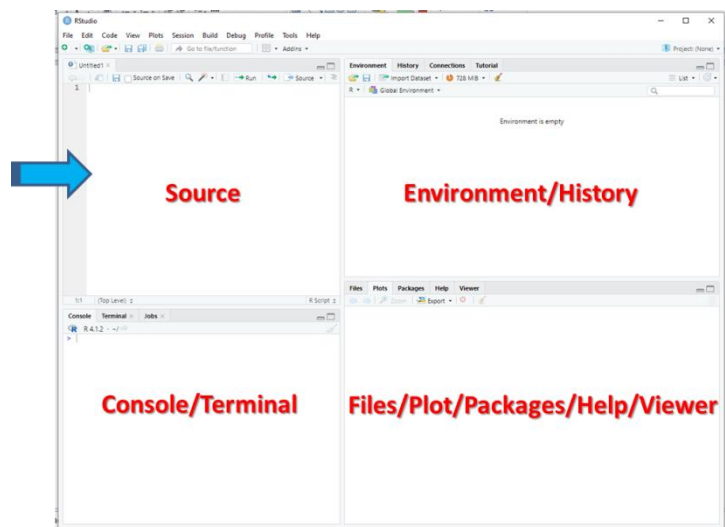 RStudio
File Edit Code View Plots Session Build Debug Profile Tools Help
Go to file/function Addins Project: (None)
Untitled1
Source on Save Run Source
1
Source
1:1 (Top Level) R Script
Console Terminal Jobs
R 4.1.2 · ~/
>
Console/Terminal
Environment History Connections Tutorial
Import Dataset 728 MiB List
R Global Environment
Environment is empty
Environment/History
Files Plots Packages Help Viewer
Zoom Export
Files/Plot/Packages/Help/Viewer